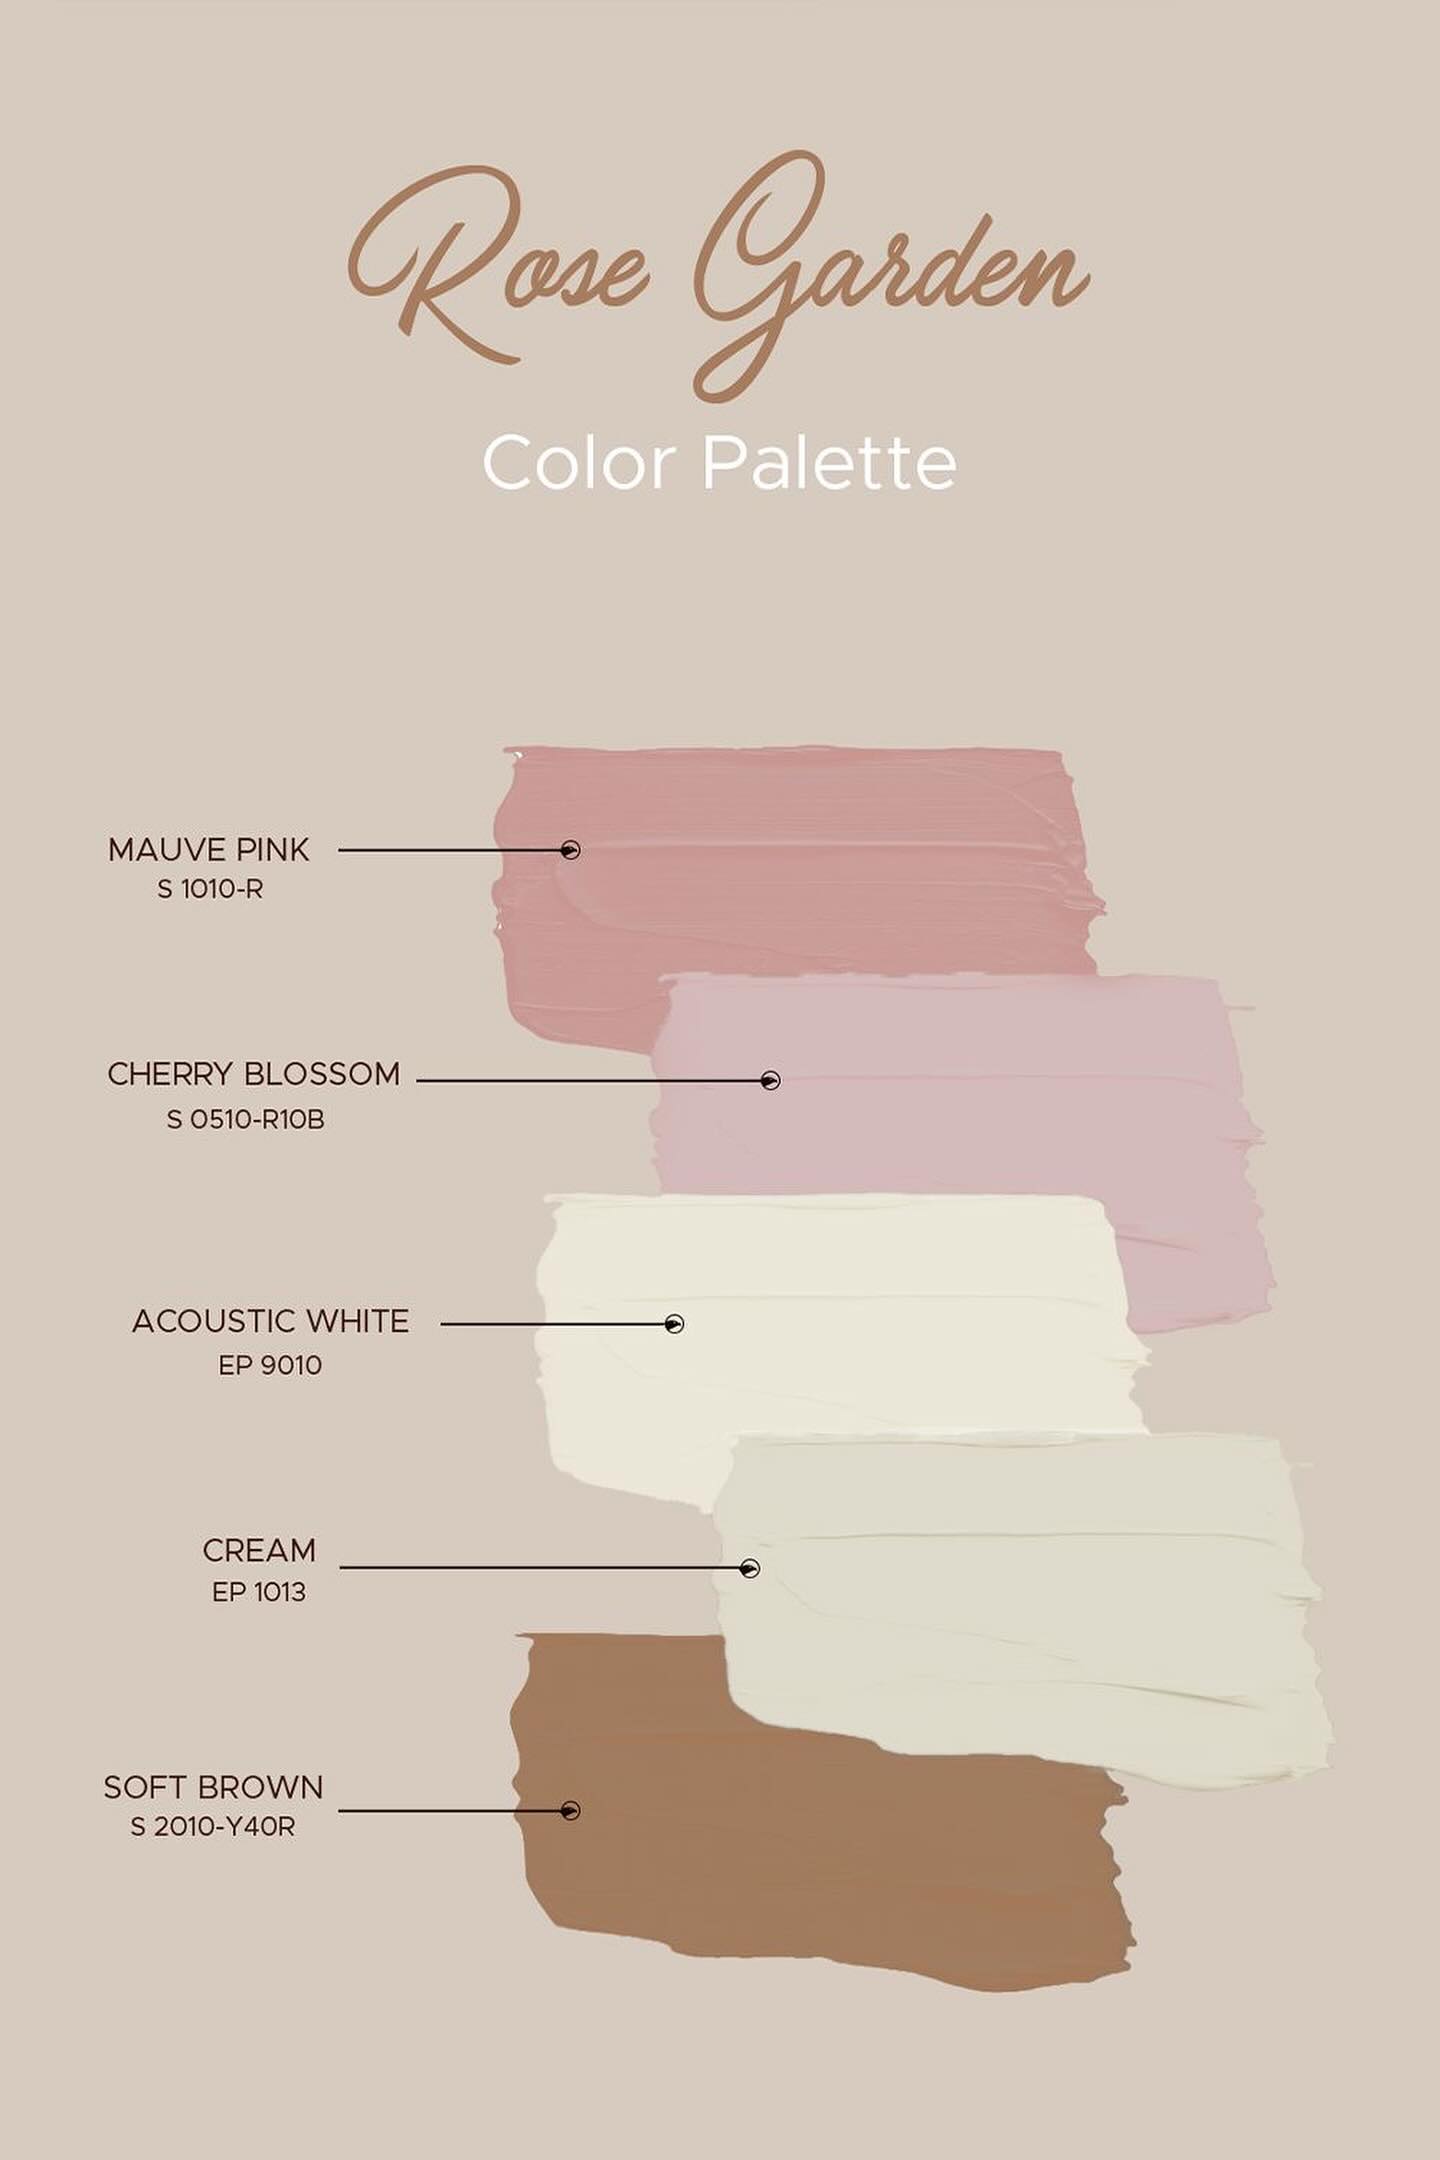 Rose Garden
Color Palette
MAUVE PINK
S 1010-R
CHERRY BLOSSOM
S 0510-R10B
ACOUSTIC WHITE
EP 9010
CREAM
EP 1013
SOFT BROWN
S 2010-Y40R